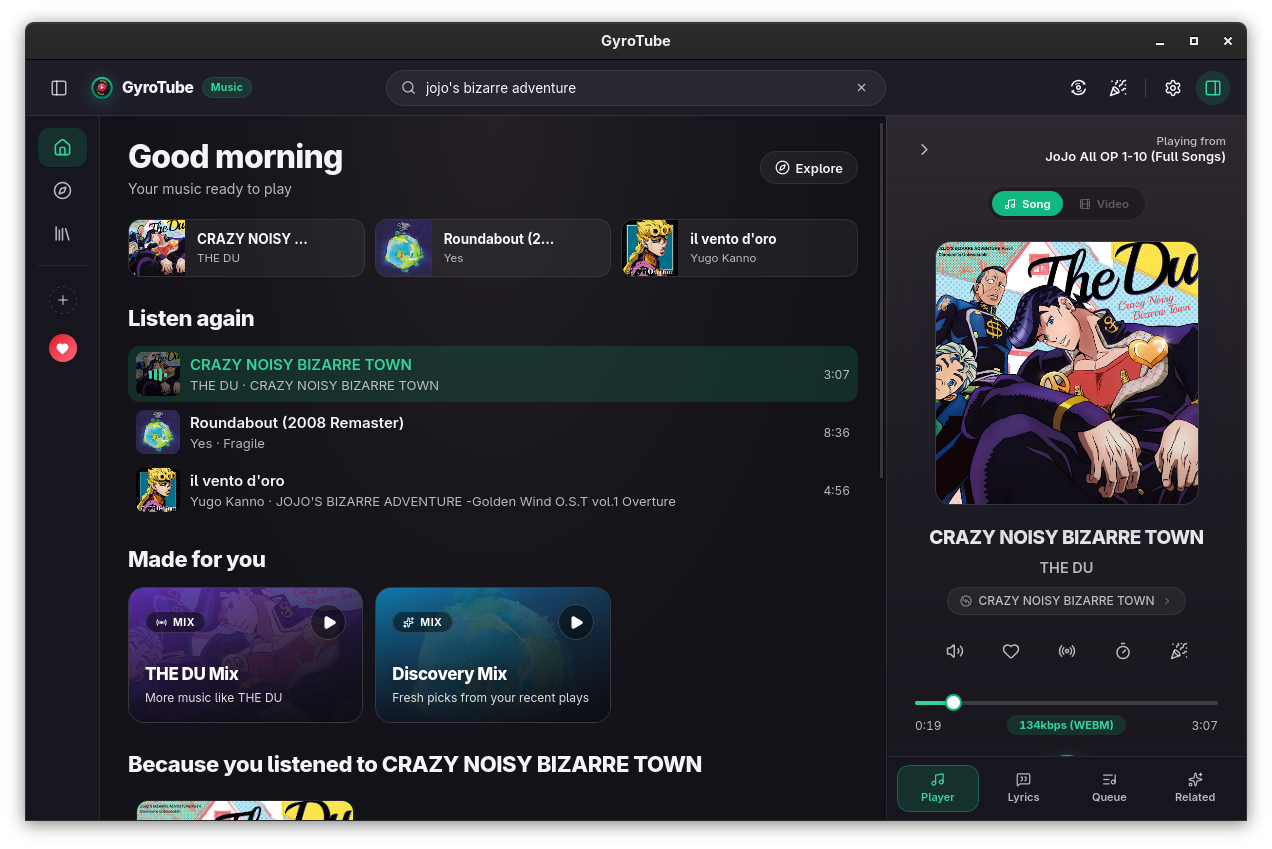 GyroTube
GyroTube
Music
jojo's bizarre adventure
Good morning
Your music ready to play
Explore
CRAZY NOISY ...
THE DU
Roundabout (2...
Yes
il vento d'oro
Yugo Kanno
Listen again
CRAZY NOISY BIZARRE TOWN
THE DU · CRAZY NOISY BIZARRE TOWN
3:07
Roundabout (2008 Remaster)
Yes · Fragile
8:36
il vento d'oro
Yugo Kanno · JOJO'S BIZARRE ADVENTURE -Golden Wind O.S.T vol.1 Overture
4:56
Made for you
MIX
THE DU Mix
More music like THE DU
MIX
Discovery Mix
Fresh picks from your recent plays
Because you listened to CRAZY NOISY BIZARRE TOWN
Playing from
JoJo All OP 1-10 (Full Songs)
Song
Video
The Du
Crazy Noisy
Bizarre Town
CRAZY NOISY BIZARRE TOWN
THE DU
CRAZY NOISY BIZARRE TOWN
0:19
134kbps (WEBM)
3:07
Player
Lyrics
Queue
Related